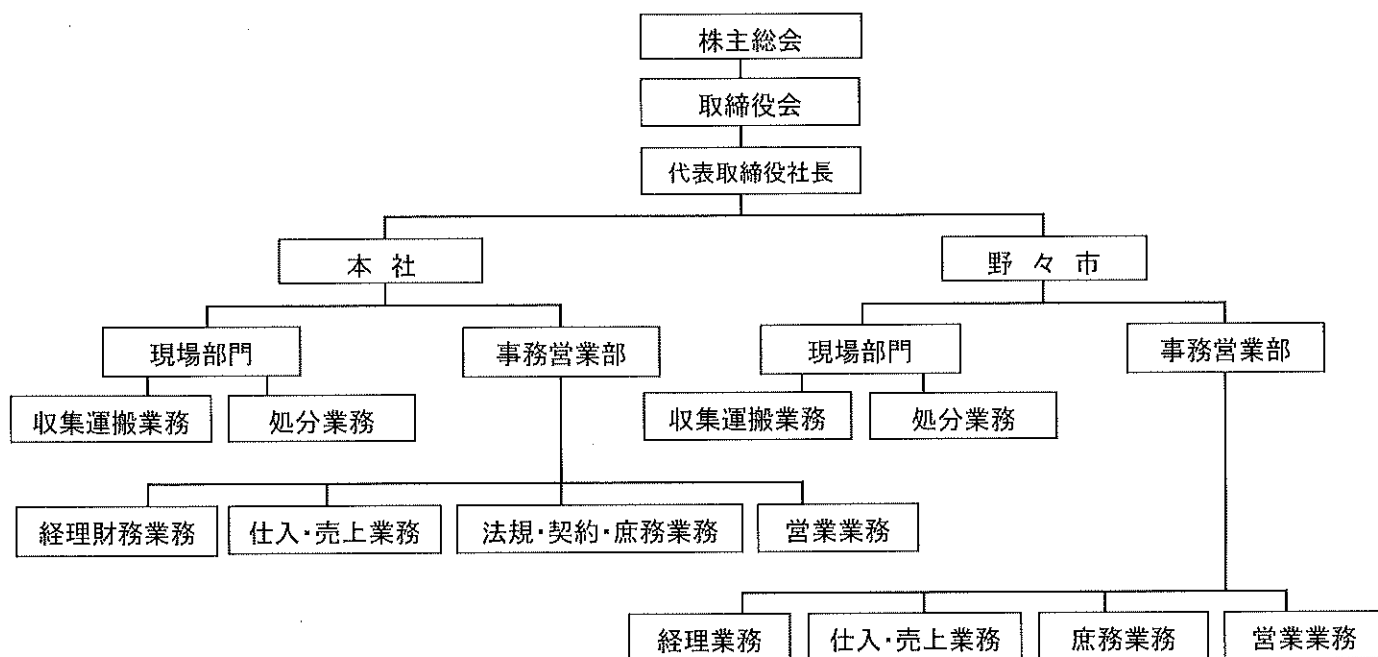 株主総会
取締役会
代表取締役社長
本 社
野 々 市
現場部門
事務営業部
現場部門
事務営業部
収集運搬業務
処分業務
収集運搬業務
処分業務
経理財務業務
仕入・売上業務
法規・契約・庶務業務
営業業務
経理業務
仕入・売上業務
庶務業務
営業業務